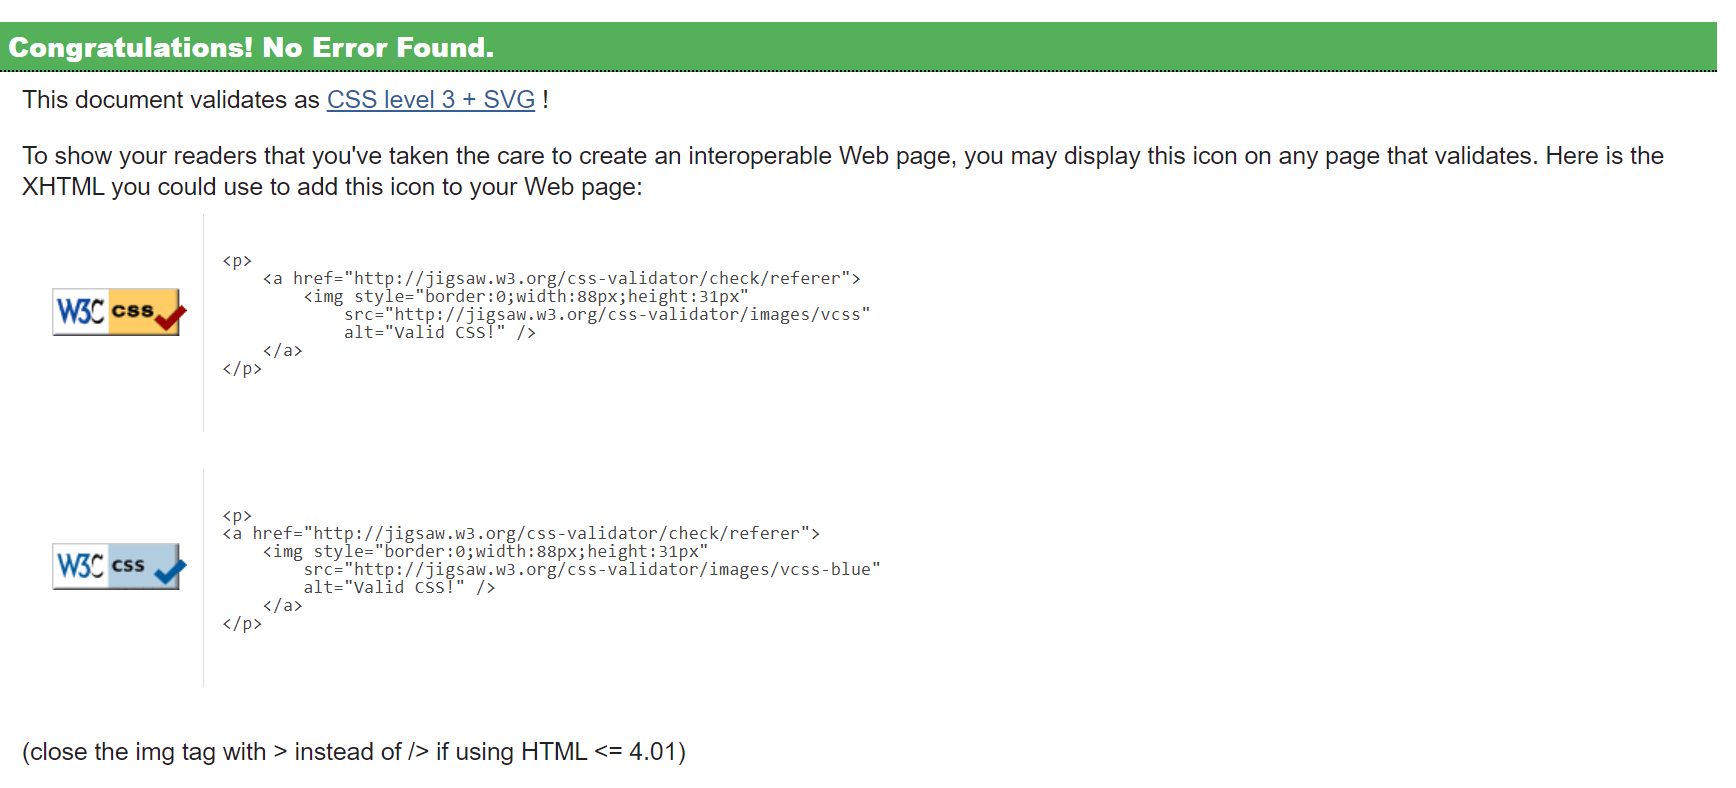 Congratulations! No Error Found.
This document validates as CSS level 3 + SVG !
To show your readers that you've taken the care to create an interoperable Web page, you may display this icon on any page that validates. Here is the
XHTML you could use to add this icon to your Web page:
W3C css
<p>
<a href="http://jigsaw.w3.org/css-validator/check/referer">
<img style="border:0;width:88px;height:31px"
src="http://jigsaw.w3.org/css-validator/images/vcss"
alt="Valid CSS!" />
</a>
</p>
W3C css
<p>
<a href="http://jigsaw.w3.org/css-validator/check/referer">
<img style="border:0;width:88px;height:31px"
src="http://jigsaw.w3.org/css-validator/images/vcss-blue"
alt="Valid CSS!" />
</a>
</p>
(close the img tag with > instead of /> if using HTML <= 4.01)